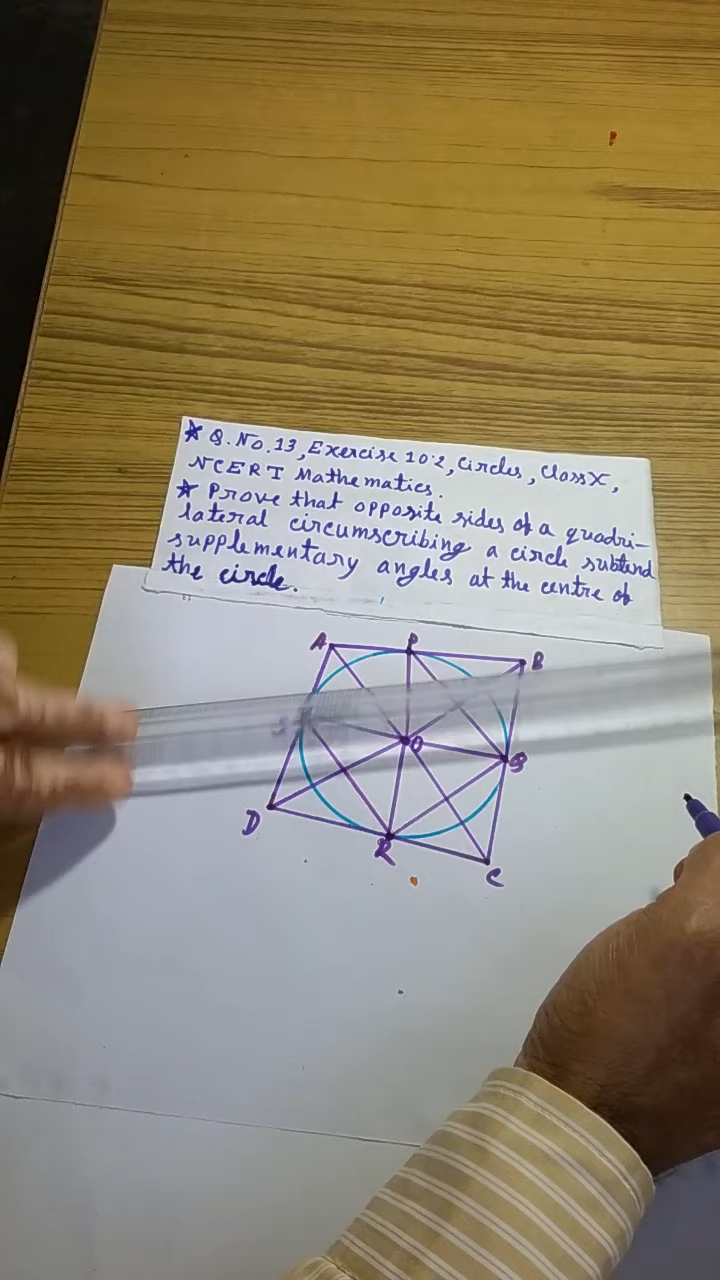 * Q. No. 13, Exercise 10.2, Circles, Class X,
NCERT Mathematics.
* Prove that opposite sides of a quadri-
lateral circumscribing a circle subtend
supplementary angles at the centre of
the circle.
A P B
S O Q
D R C